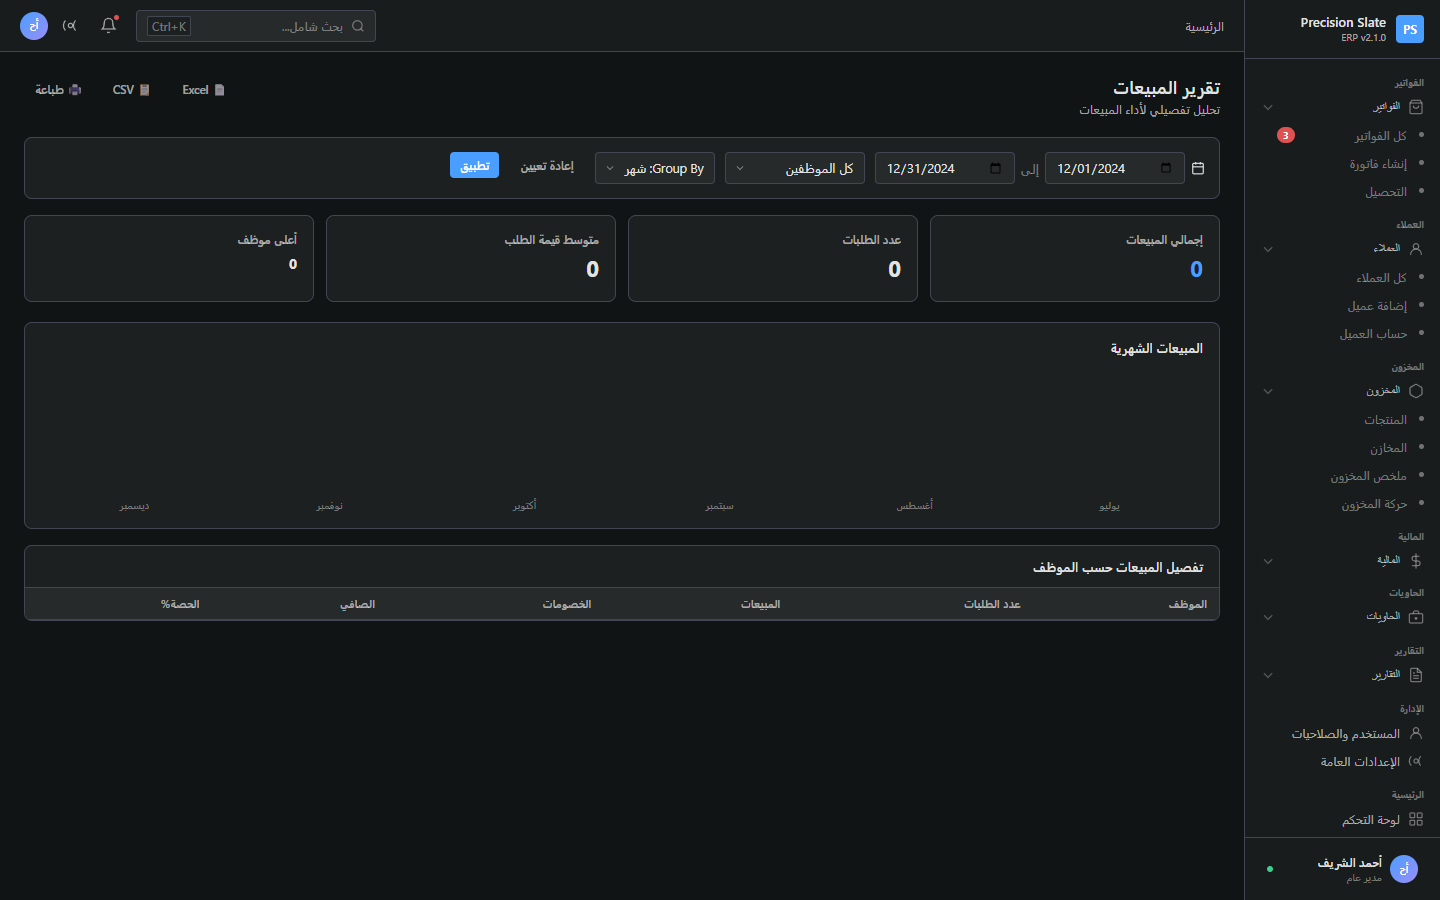 PS
Precision Slate
ERP v2.1.0
الرئيسية
بحث شامل...
Ctrl+K
أح
الفواتير
الفواتير
كل الفواتير
3
إنشاء فاتورة
التحصيل
العملاء
العملاء
كل العملاء
إضافة عميل
حساب العميل
المخزون
المخزون
المنتجات
المخازن
ملخص المخزون
حركة المخزون
المالية
المالية
الحاويات
الحاويات
التقارير
التقارير
الإدارة
المستخدم والصلاحيات
الإعدادات العامة
الرئيسية
لوحة التحكم
أح
أحمد الشريف
مدير عام
تقرير المبيعات
تحليل تفصيلي لأداء المبيعات
Excel
CSV
طباعة
12/01/2024
إلى
12/31/2024
كل الموظفين
Group By: شهر
إعادة تعيين
تطبيق
إجمالي المبيعات
0
عدد الطلبات
0
متوسط قيمة الطلب
0
أعلى موظف
0
المبيعات الشهرية
يوليو أغسطس سبتمبر أكتوبر نوفمبر ديسمبر
تفصيل المبيعات حسب الموظف
الموظف عدد الطلبات المبيعات الخصومات الصافي الحصة%